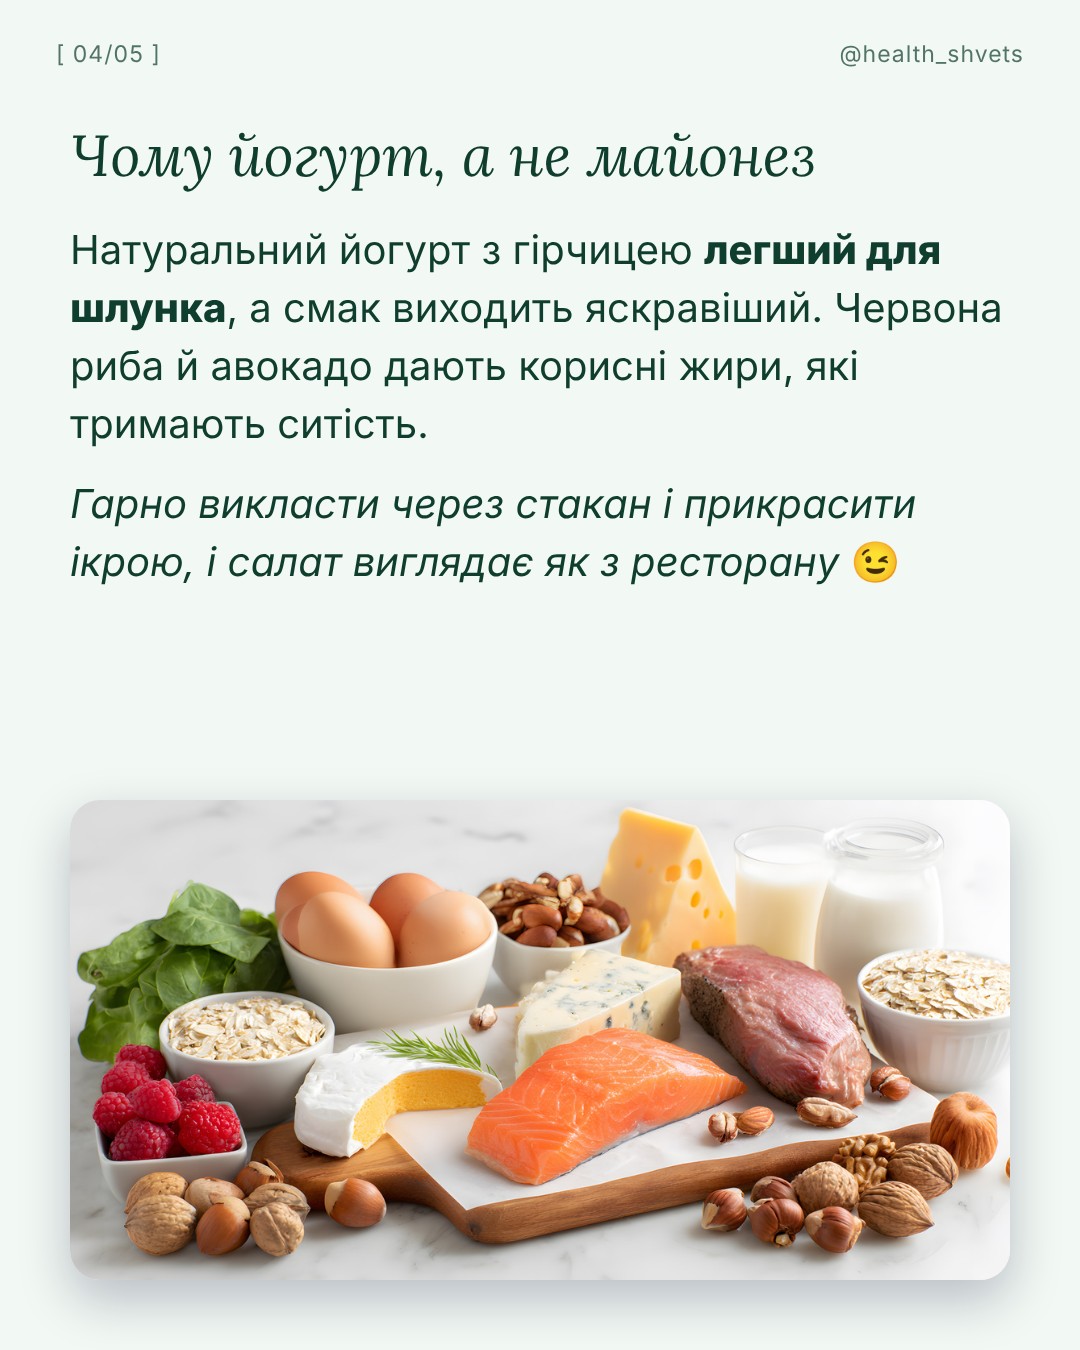 [ 04/05 ]
@health_shvets
Чому йогурт, а не майонез
Натуральний йогурт з гірчицею легший для
шлунка, а смак виходить яскравіший. Червона
риба й авокадо дають корисні жири, які
тримають ситість.
Гарно викласти через стакан і прикрасити
ікрою, і салат виглядає як з ресторану 😉